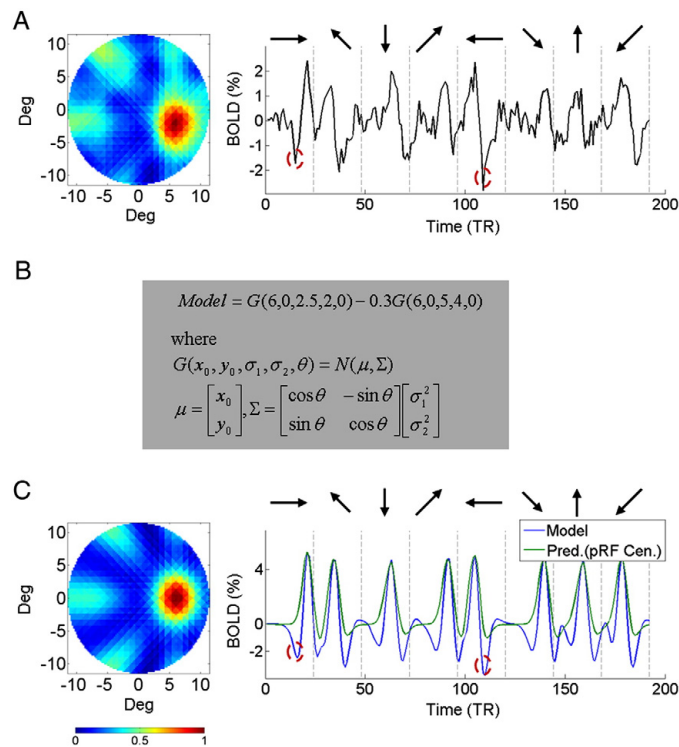 A
10
5
0
-5
-10
Deg
-10 -5 0 5 10
Deg
BOLD (%)
2
1
0
-1
-2
0 50 100 150 200
Time (TR)
B
Model = G(6,0,2.5,2,0) − 0.3G(6,0,5,4,0)
where
G(x₀, y₀, σ₁, σ₂, θ) = N(μ, Σ)
μ = [x₀ y₀], Σ = [cos θ −sin θ sin θ cos θ][σ₁² σ₂²]
C
10
5
0
-5
-10
Deg
-10 -5 0 5 10
Deg
0 0.5 1
BOLD (%)
4
2
0
-2
0 50 100 150 200
Time (TR)
Model
Pred.(pRF Cen.)